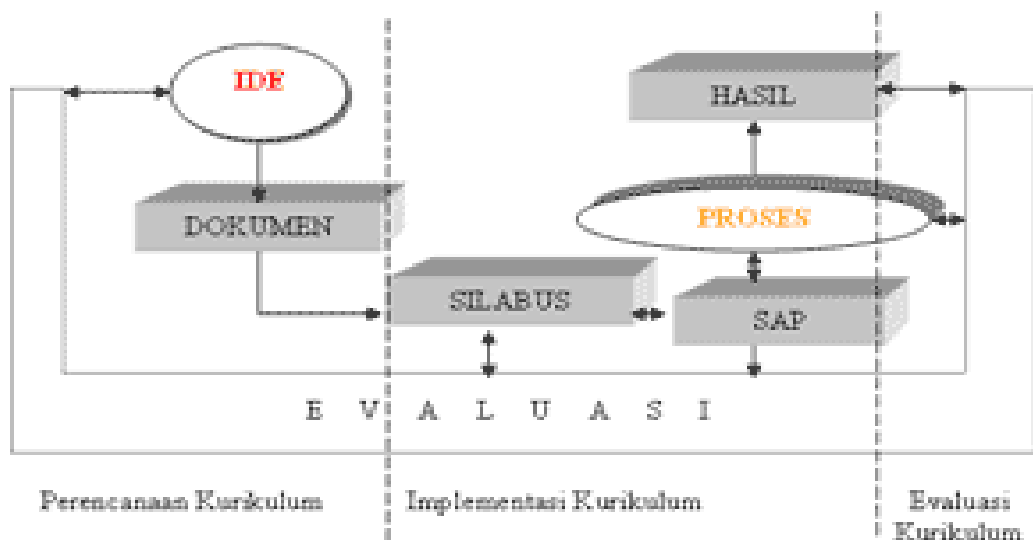 IDE
HASIL
DOKUMEN
PROSES
SILABUS
SAP
E V A L U A S I
Perencanaan Kurikulum
Implementasi Kurikulum
Evaluasi
Kurikulum